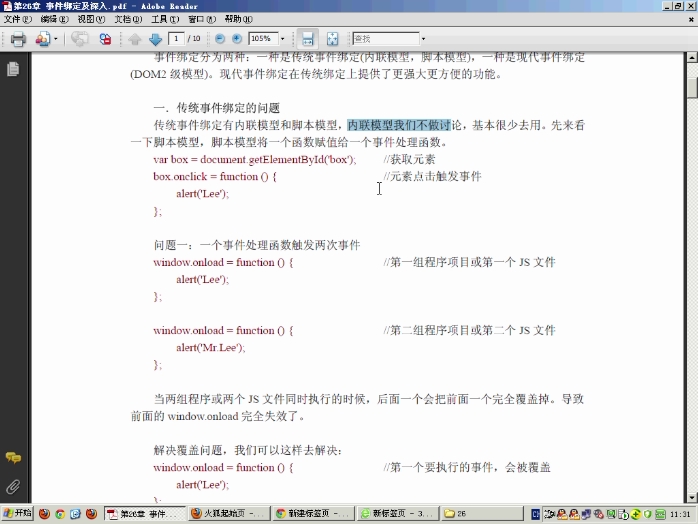 第26章 事件绑定及深入.pdf - Adobe Reader
文件(F) 编辑(E) 视图(V) 文档(D) 工具(T) 窗口(W) 帮助(H)
1 / 10 105% 查找
事件绑定分为两种：一种是传统事件绑定(内联模型，脚本模型)，一种是现代事件绑定
(DOM2 级模型)。现代事件绑定在传统绑定上提供了更强大更方便的功能。
一．传统事件绑定的问题
传统事件绑定有内联模型和脚本模型，内联模型我们不做讨论，基本很少去用。先来看
一下脚本模型，脚本模型将一个函数赋值给一个事件处理函数。
var box = document.getElementById('box'); //获取元素
box.onclick = function () { //元素点击触发事件
alert('Lee');
};
问题一：一个事件处理函数触发两次事件
window.onload = function () { //第一组程序项目或第一个 JS 文件
alert('Lee');
};
window.onload = function () { //第二组程序项目或第二个 JS 文件
alert('Mr.Lee');
};
当两组程序或两个 JS 文件同时执行的时候，后面一个会把前面一个完全覆盖掉。导致
前面的 window.onload 完全失效了。
解决覆盖问题，我们可以这样去解决：
window.onload = function () { //第一个要执行的事件，会被覆盖
alert('Lee');
};
开始 第26章 事件... 火狐起始页 - ... 新建标签页 - ... 新标签页 - 3... 26 11:31